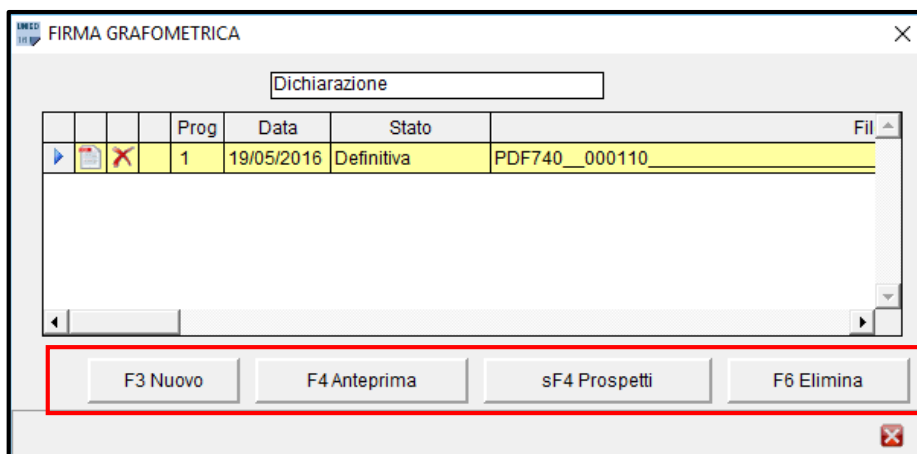 FIRMA GRAFOMETRICA
Dichiarazione
Prog Data Stato Fil
1 19/05/2016 Definitiva PDF740__000110____________________
F3 Nuovo F4 Anteprima sF4 Prospetti F6 Elimina